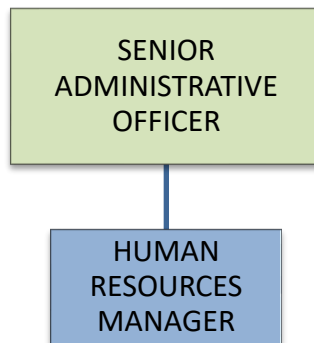 SENIOR
ADMINISTRATIVE
OFFICER
HUMAN
RESOURCES
MANAGER